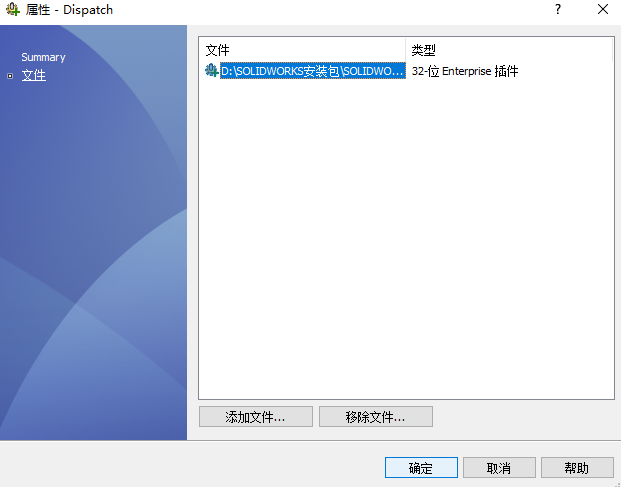 属性 - Dispatch
Summary
文件
文件 类型
D:\SOLIDWORKS安装包\SOLIDWO... 32-位 Enterprise 插件
添加文件... 移除文件...
确定 取消 帮助